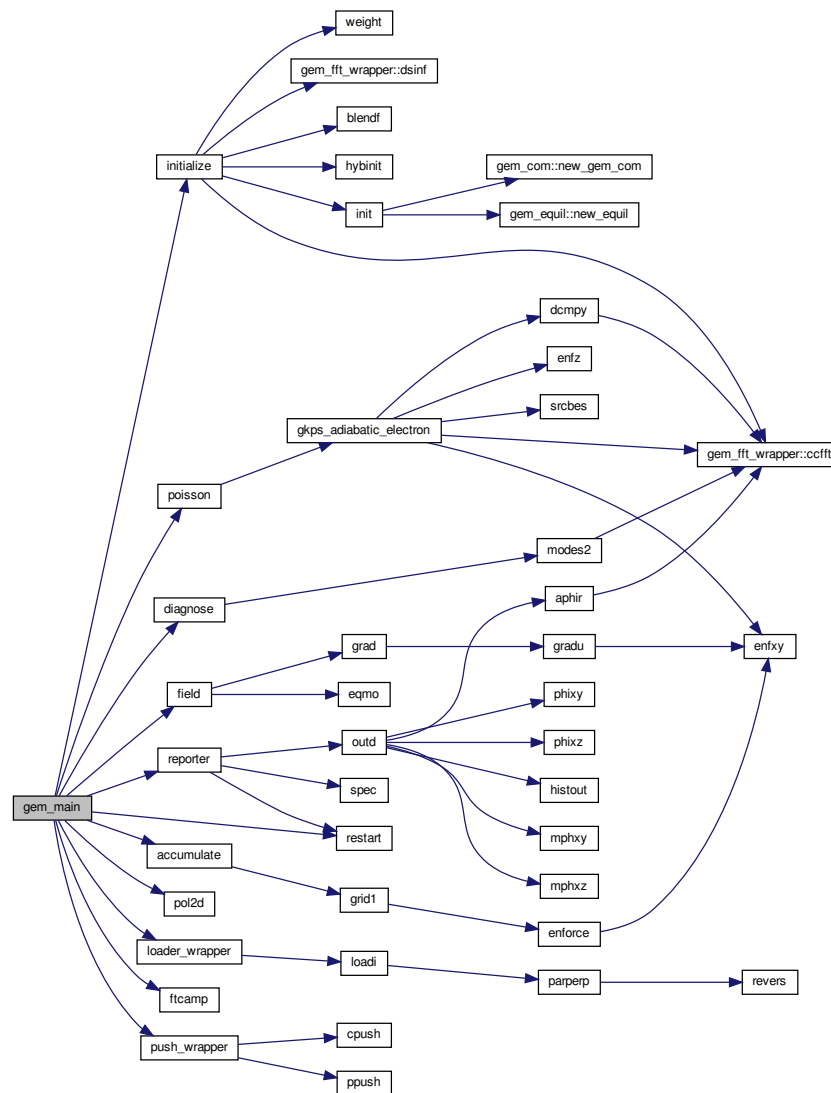 weight
gem_fft_wrapper::dsinf
blendf
initialize
hybinit
gem_com::new_gem_com
init
gem_equil::new_equil
dcmpy
enfz
srcbes
gkps_adiabatic_electron
gem_fft_wrapper::ccfft
poisson
modes2
diagnose
aphir
grad
gradu
enfxy
field
eqmo
phixy
outd
phixz
reporter
spec
histout
gem_main
restart
mphxy
accumulate
mphxz
pol2d
grid1
enforce
loader_wrapper
loadi
parperp
revers
ftcamp
cpush
push_wrapper
ppush